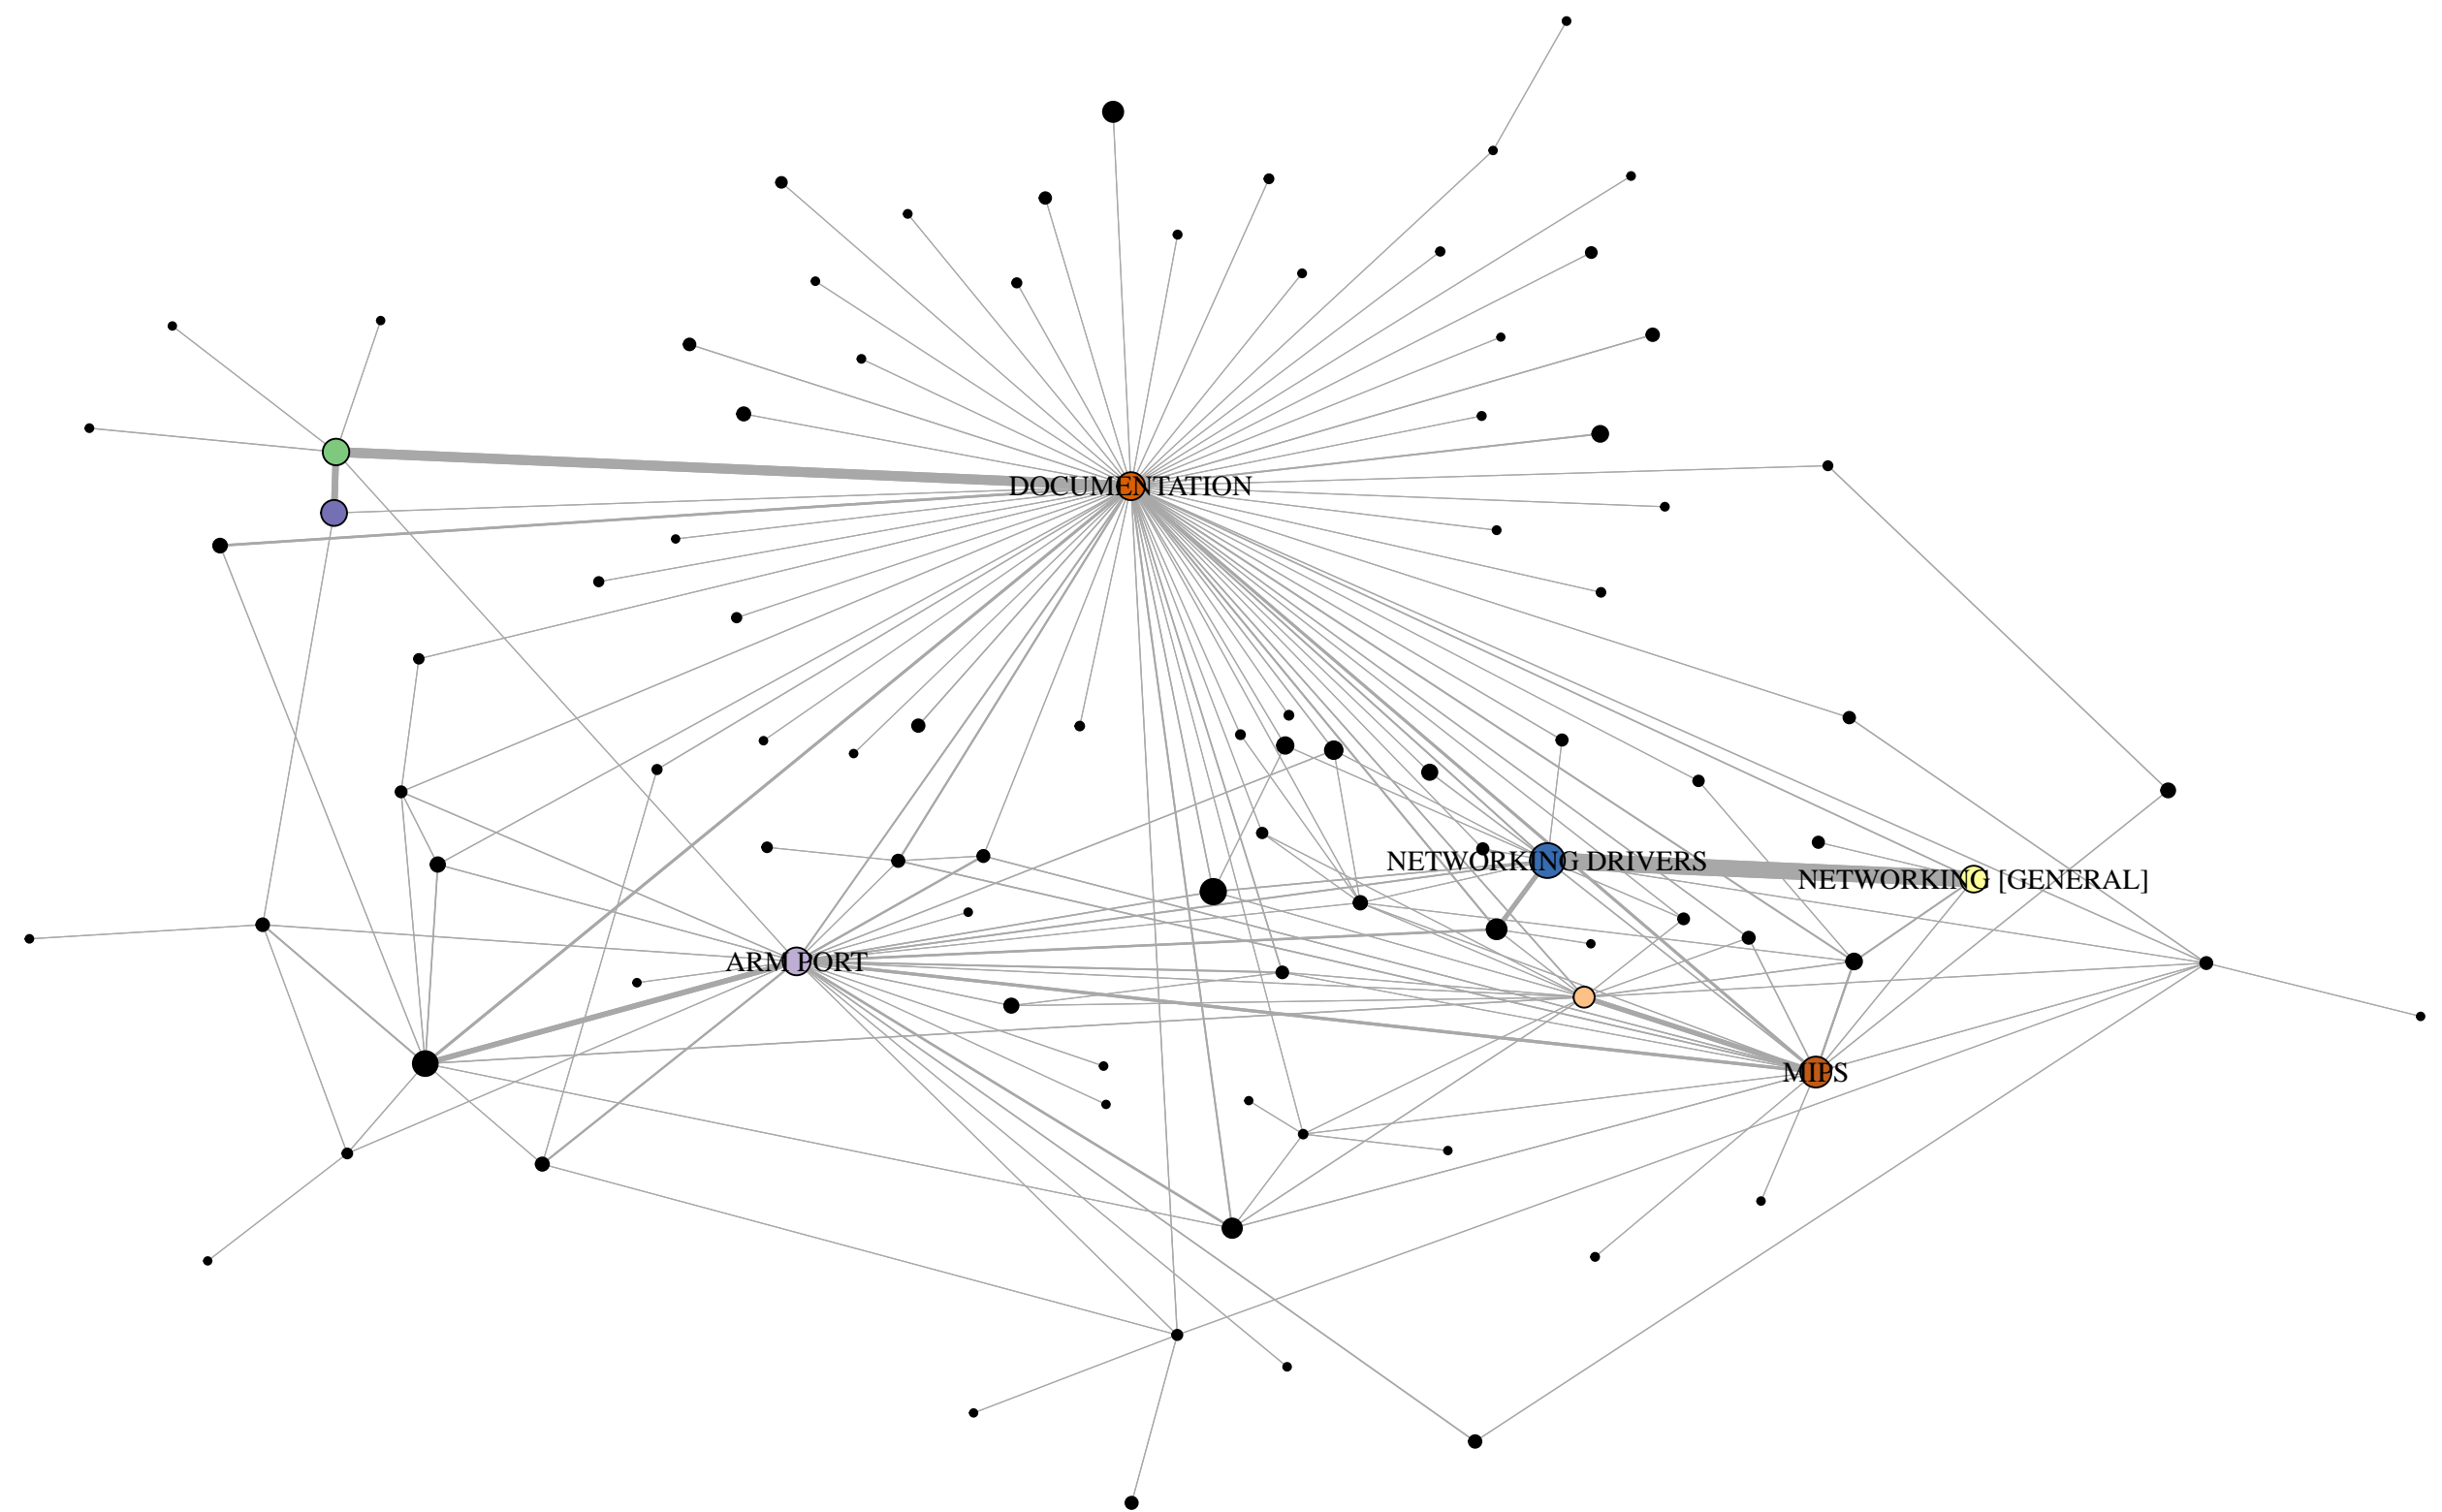 DOCUMENTATION
NETWORKING DRIVERS
NETWORKING [GENERAL]
ARM PORT
MIPS